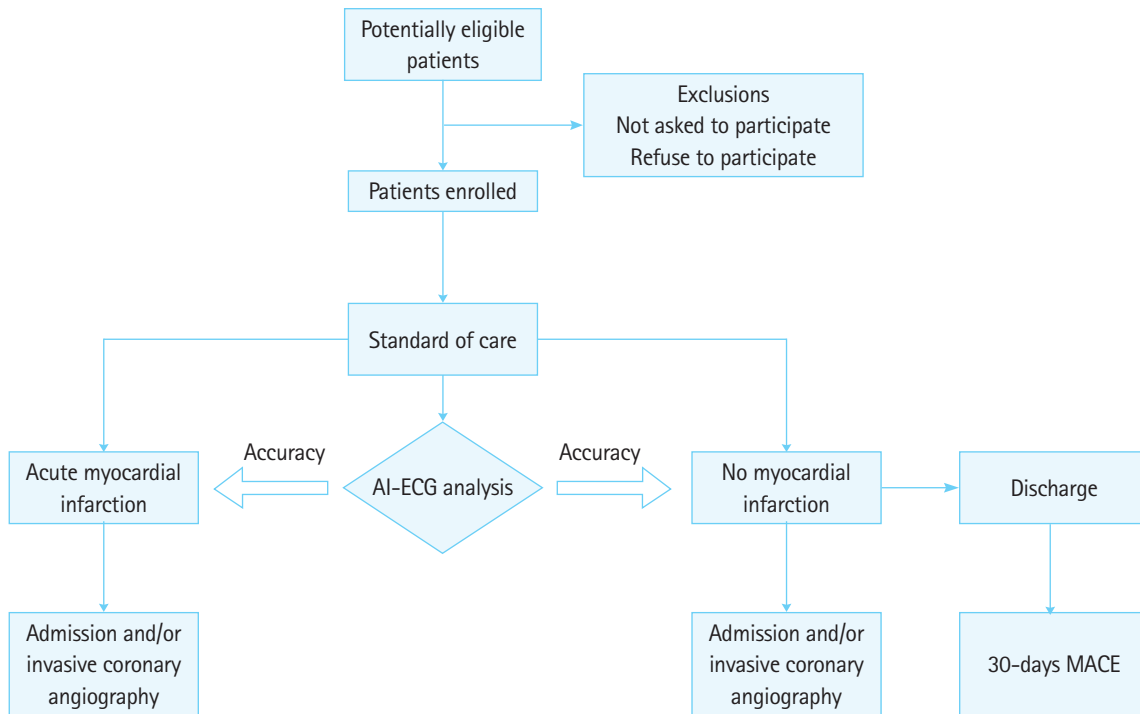 Potentially eligible
patients
Exclusions
Not asked to participate
Refuse to participate
Patients enrolled
Standard of care
Acute myocardial
infarction
Accuracy
AI-ECG analysis
Accuracy
No myocardial
infarction
Discharge
Admission and/or
invasive coronary
angiography
Admission and/or
invasive coronary
angiography
30-days MACE